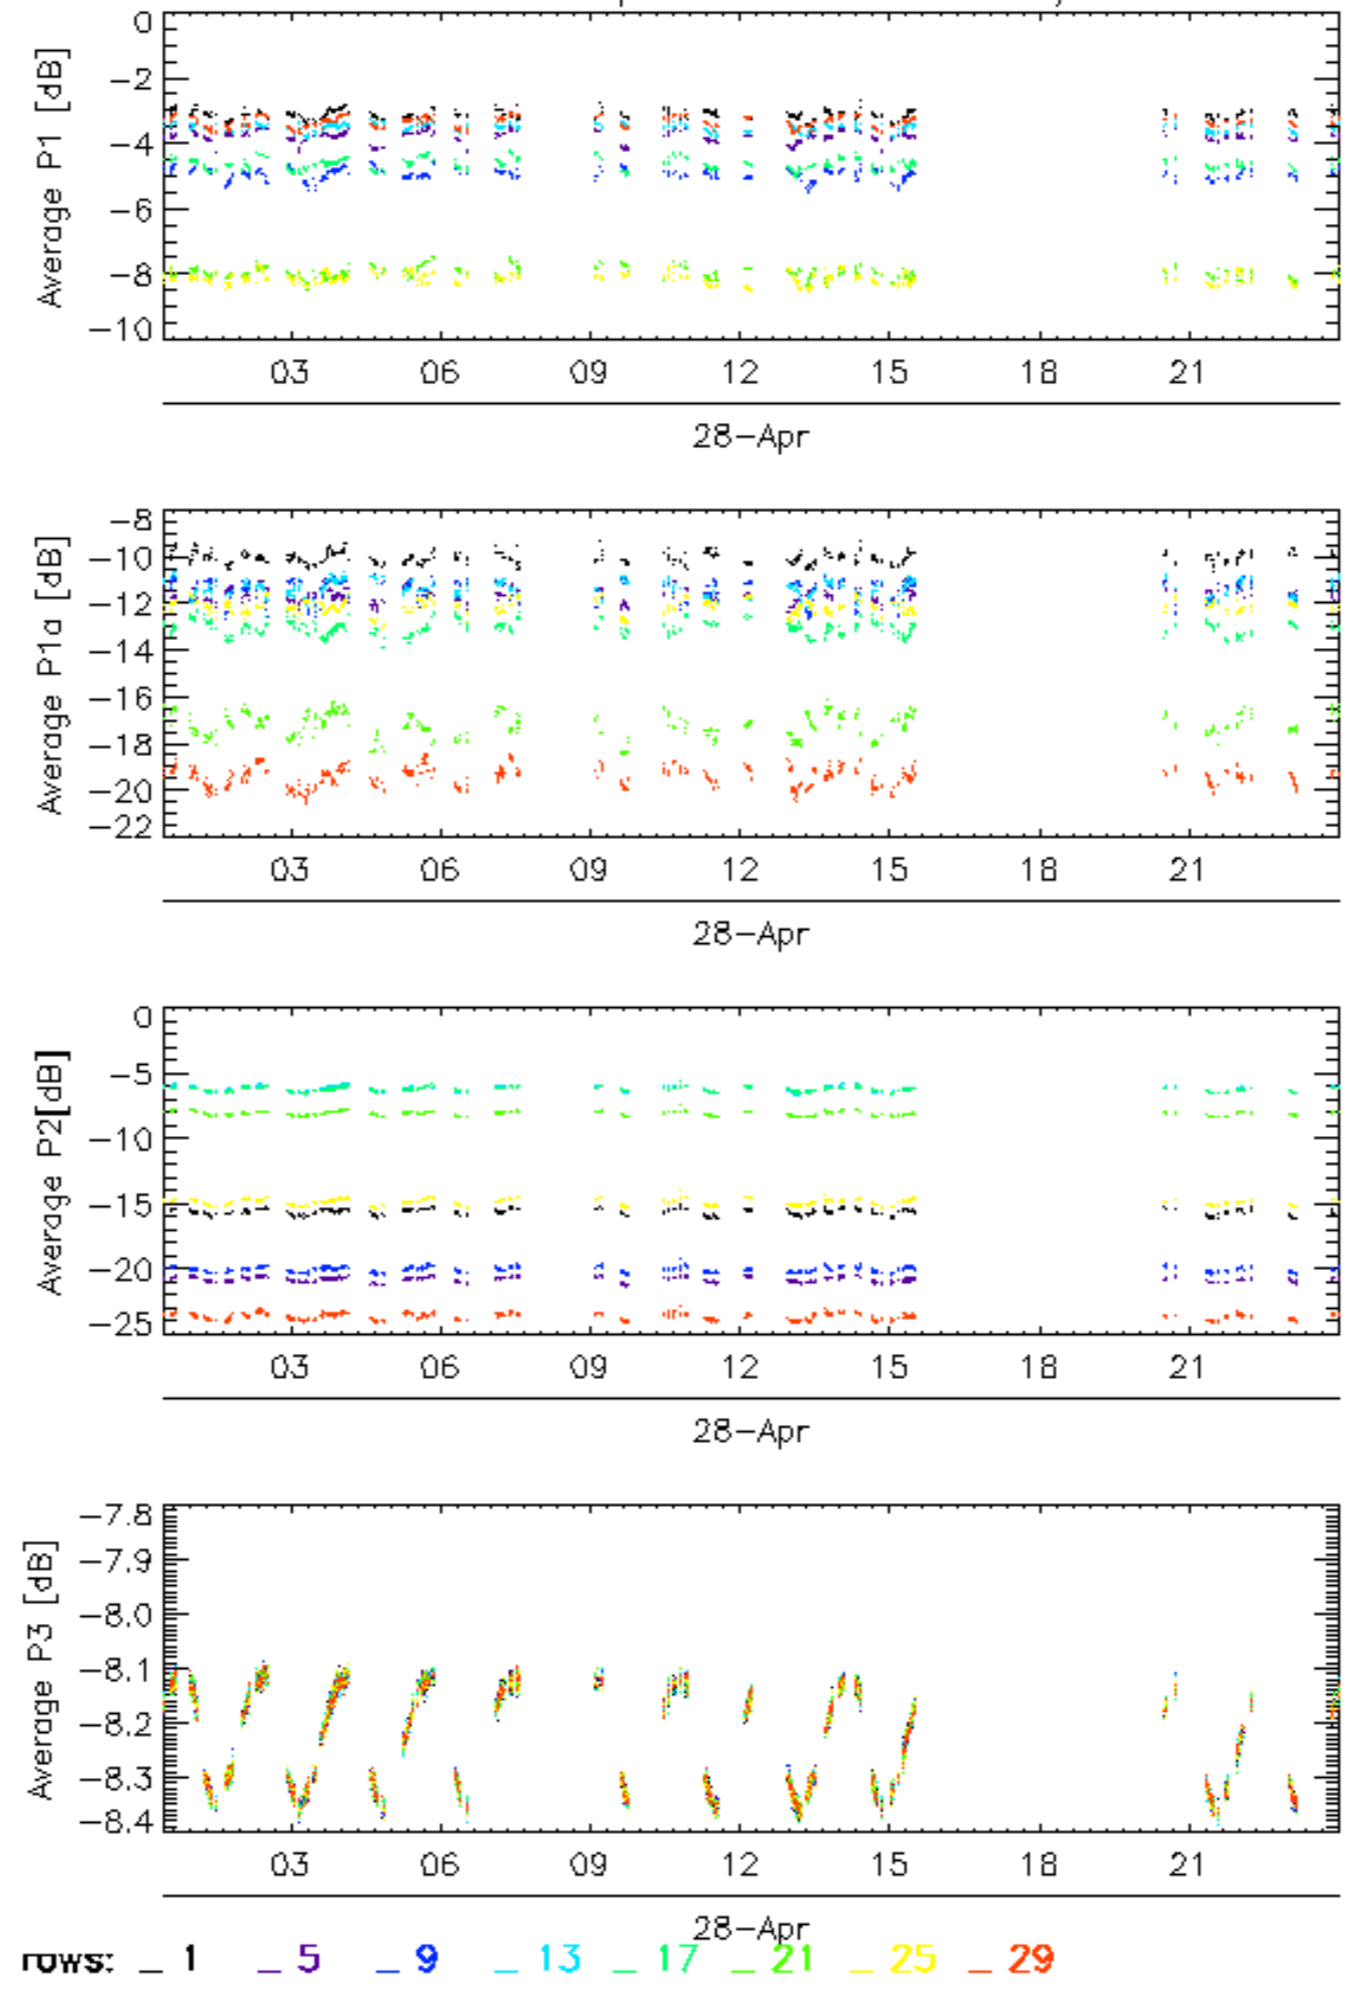 Average P1 [dB]
0
-2
-4
-6
-8
-10
03 06 09 12 15 18 21
28-Apr
Average P1a [dB]
-8
-10
-12
-14
-16
-18
-20
-22
03 06 09 12 15 18 21
28-Apr
Average P2[dB]
0
-5
-10
-15
-20
-25
03 06 09 12 15 18 21
28-Apr
Average P3 [dB]
-7.8
-7.9
-8.0
-8.1
-8.2
-8.3
-8.4
03 06 09 12 15 18 21
28-Apr
rows: _ 1 _ 5 _ 9 _ 13 _ 17 _ 21 _ 25 _ 29